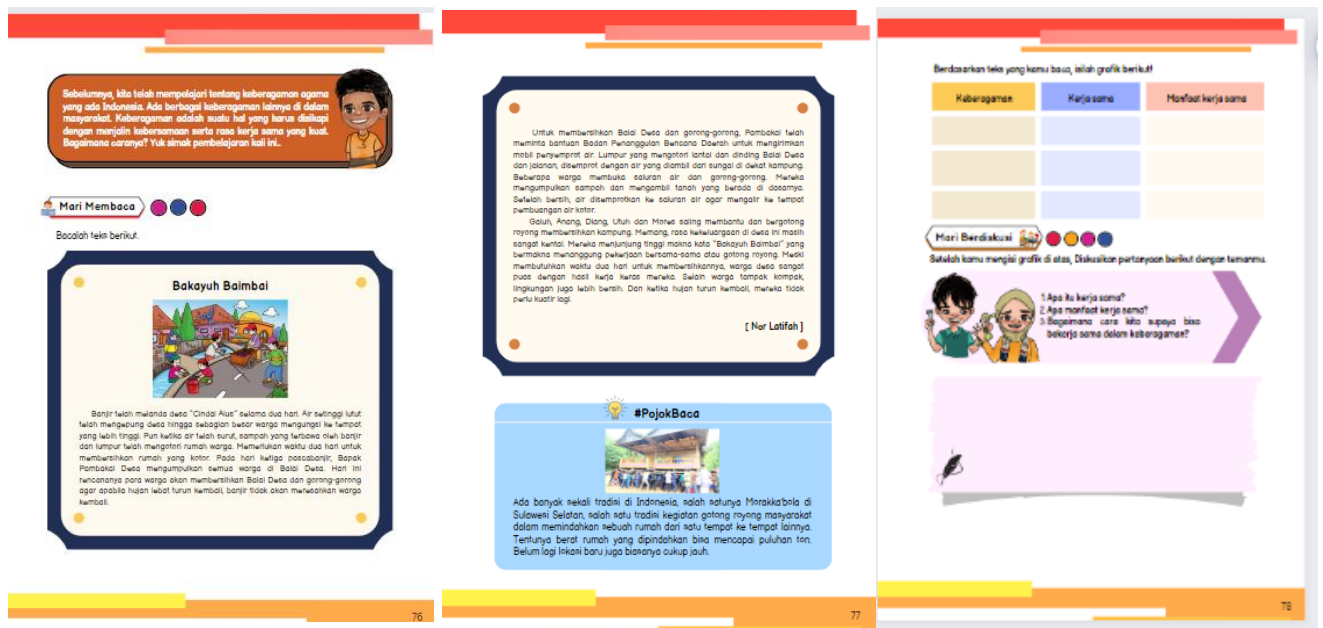 Sebelumnya, kita telah mempelajari tentang keberagaman agama
yang ada Indonesia. Ada berbagai keberagaman lainnya di dalam
masyarakat. Keberagaman adalah suatu hal yang harus disikapi
dengan menjalin kebersamaan serta rasa kerja sama yang kuat.
Bagaimana caranya? Yuk simak pembelajaran kali ini..
Mari Membaca
Bacalah teks berikut.
Bakayuh Baimbai
Banjir telah melanda desa "Cindai Alus" selama dua hari. Air setinggi lutut
telah mengepung desa hingga sebagian besar warga mengungsi ke tempat
yang lebih tinggi. Pun ketika air telah surut, sampah yang terbawa oleh banjir
dan lumpur telah mengotori rumah warga. Memerlukan waktu dua hari untuk
membersihkan rumah yang kotor. Pada hari ketiga pascabanjir, Bapak
Pambakal Desa mengumpulkan semua warga di Balai Desa. Hari ini
rencananya para warga akan membersihkan Balai Desa dan gorong-gorong
agar apabila hujan lebat turun kembali, banjir tidak akan meresahkan warga
kembali.
76
Untuk membersihkan Balai Desa dan gorong-gorong, Pambakal telah
meminta bantuan Badan Penanggulan Bencana Daerah untuk mengirimkan
mobil penyemprot air. Lumpur yang mengotori lantai dan dinding Balai Desa
dan jalanan, disemprot dengan air yang diambil dari sungai di dekat kampung.
Beberapa warga membuka saluran air dan gorong-gorong. Mereka
mengumpulkan sampah dan mengambil tanah yang berada di dasarnya.
Setelah bersih, air disemprotkan ke saluran air agar mengalir ke tempat
pembuangan air kotor.
Galuh, Anang, Diang, Utuh dan Mores saling membantu dan bergotong
royong membersihkan kampung. Memang, rasa kekeluargaan di desa ini masih
sangat kental. Mereka menjunjung tinggi makna kata "Bakayuh Baimbai" yang
bermakna menanggung pekerjaan bersama-sama atau gotong royong. Meski
membutuhkan waktu dua hari untuk membersihkannya, warga desa sangat
puas dengan hasil kerja keras mereka. Selain warga tampak kompak,
lingkungan juga lebih bersih. Dan ketika hujan turun kembali, mereka tidak
perlu kuatir lagi.
[ Nor Latifah ]
#PojokBaca
Ada banyak sekali tradisi di Indonesia, salah satunya Marakka'bola di
Sulawesi Selatan, salah satu tradisi kegiatan gotong royong masyarakat
dalam memindahkan sebuah rumah dari satu tempat ke tempat lainnya.
Tentunya berat rumah yang dipindahkan bisa mencapai puluhan ton.
Belum lagi lokasi baru juga biasanya cukup jauh.
77
Berdasarkan teks yang kamu baca, isilah grafik berikut!
Keberagaman
Kerja sama
Manfaat kerja sama
Mari Berdiskusi
Setelah kamu mengisi grafik di atas, Diskusikan pertanyaan berikut dengan temanmu.
1. Apa itu kerja sama?
2. Apa manfaat kerja sama?
3. Bagaimana cara kita supaya bisa
bekerja sama dalam keberagaman?
78